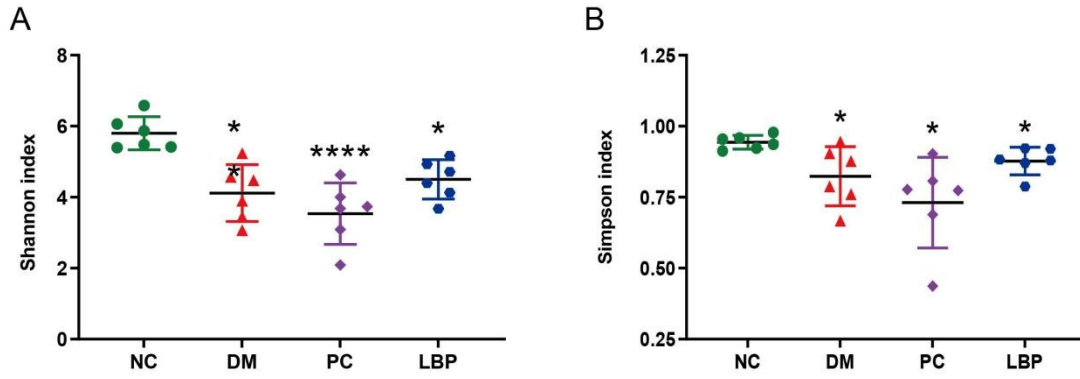 A
Shannon index
8
6
4
2
0
*
*
****
*
NC DM PC LBP
B
Simpson index
1.25
1.00
0.75
0.50
0.25
* * *
NC DM PC LBP